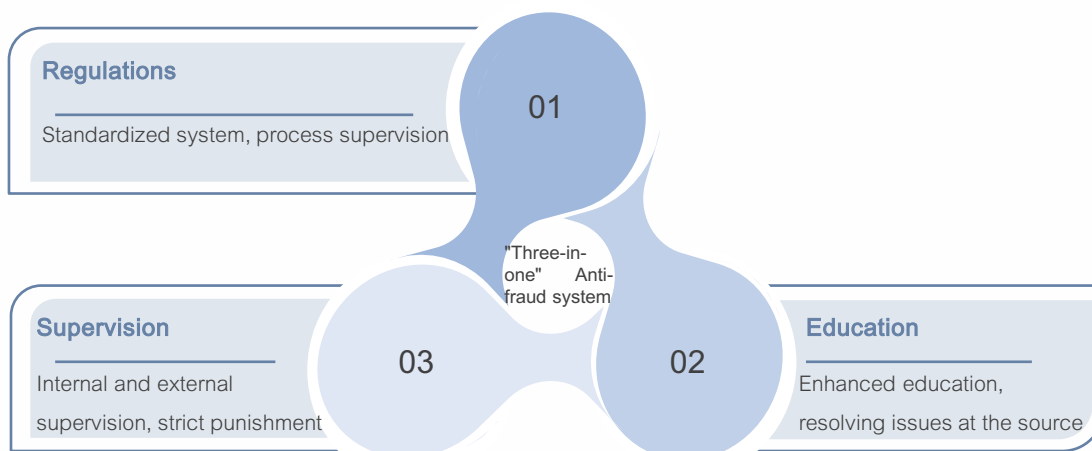 Regulations
Standardized system, process supervision
01
"Three-in-
one" Anti-
fraud system
Supervision
Internal and external
supervision, strict punishment
03
02
Education
Enhanced education,
resolving issues at the source